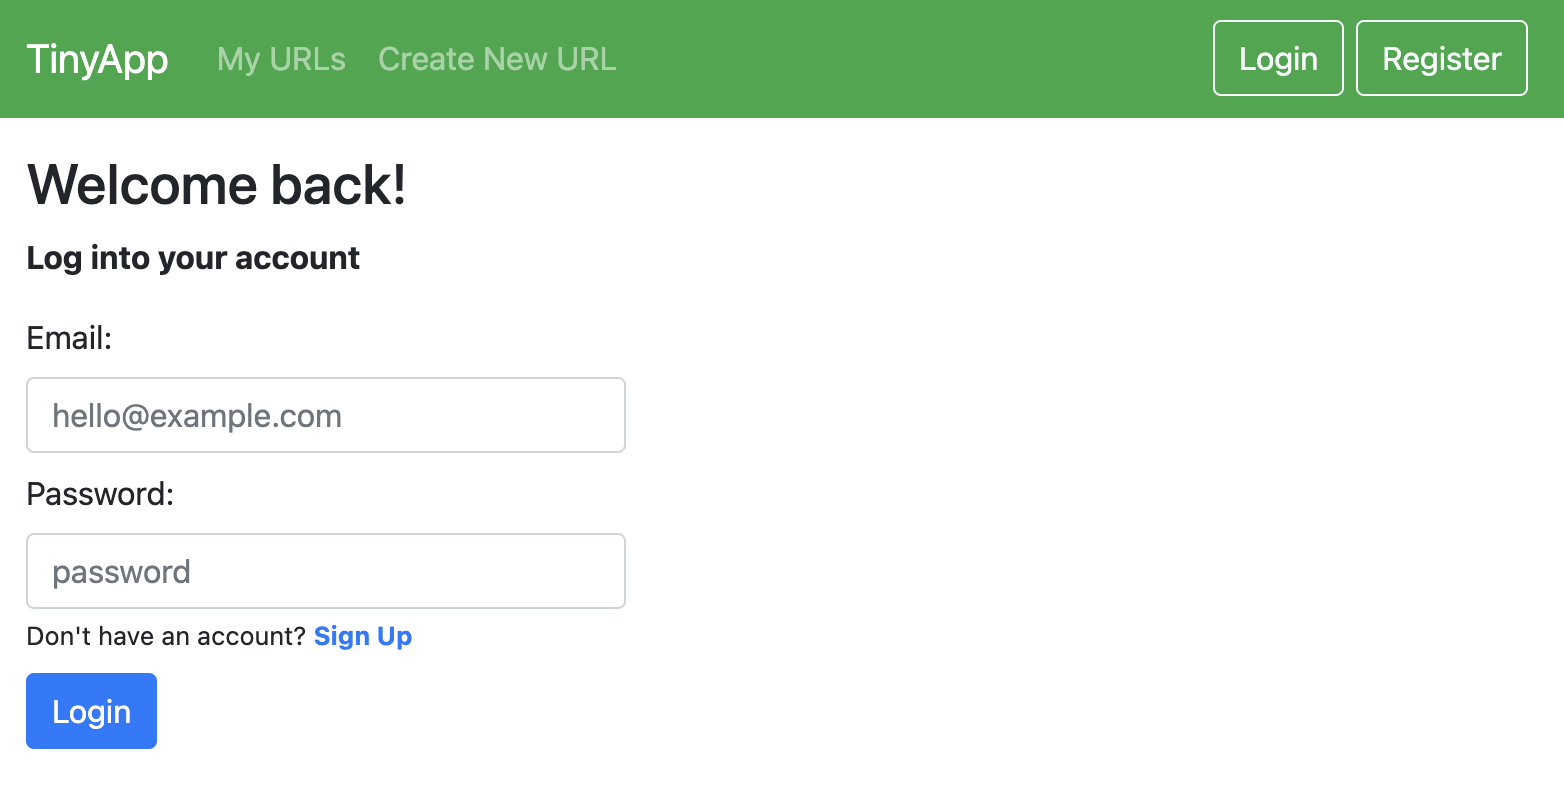 TinyApp My URLs Create New URL Login Register
Welcome back!
Log into your account
Email:
hello@example.com
Password:
password
Don't have an account? Sign Up
Login